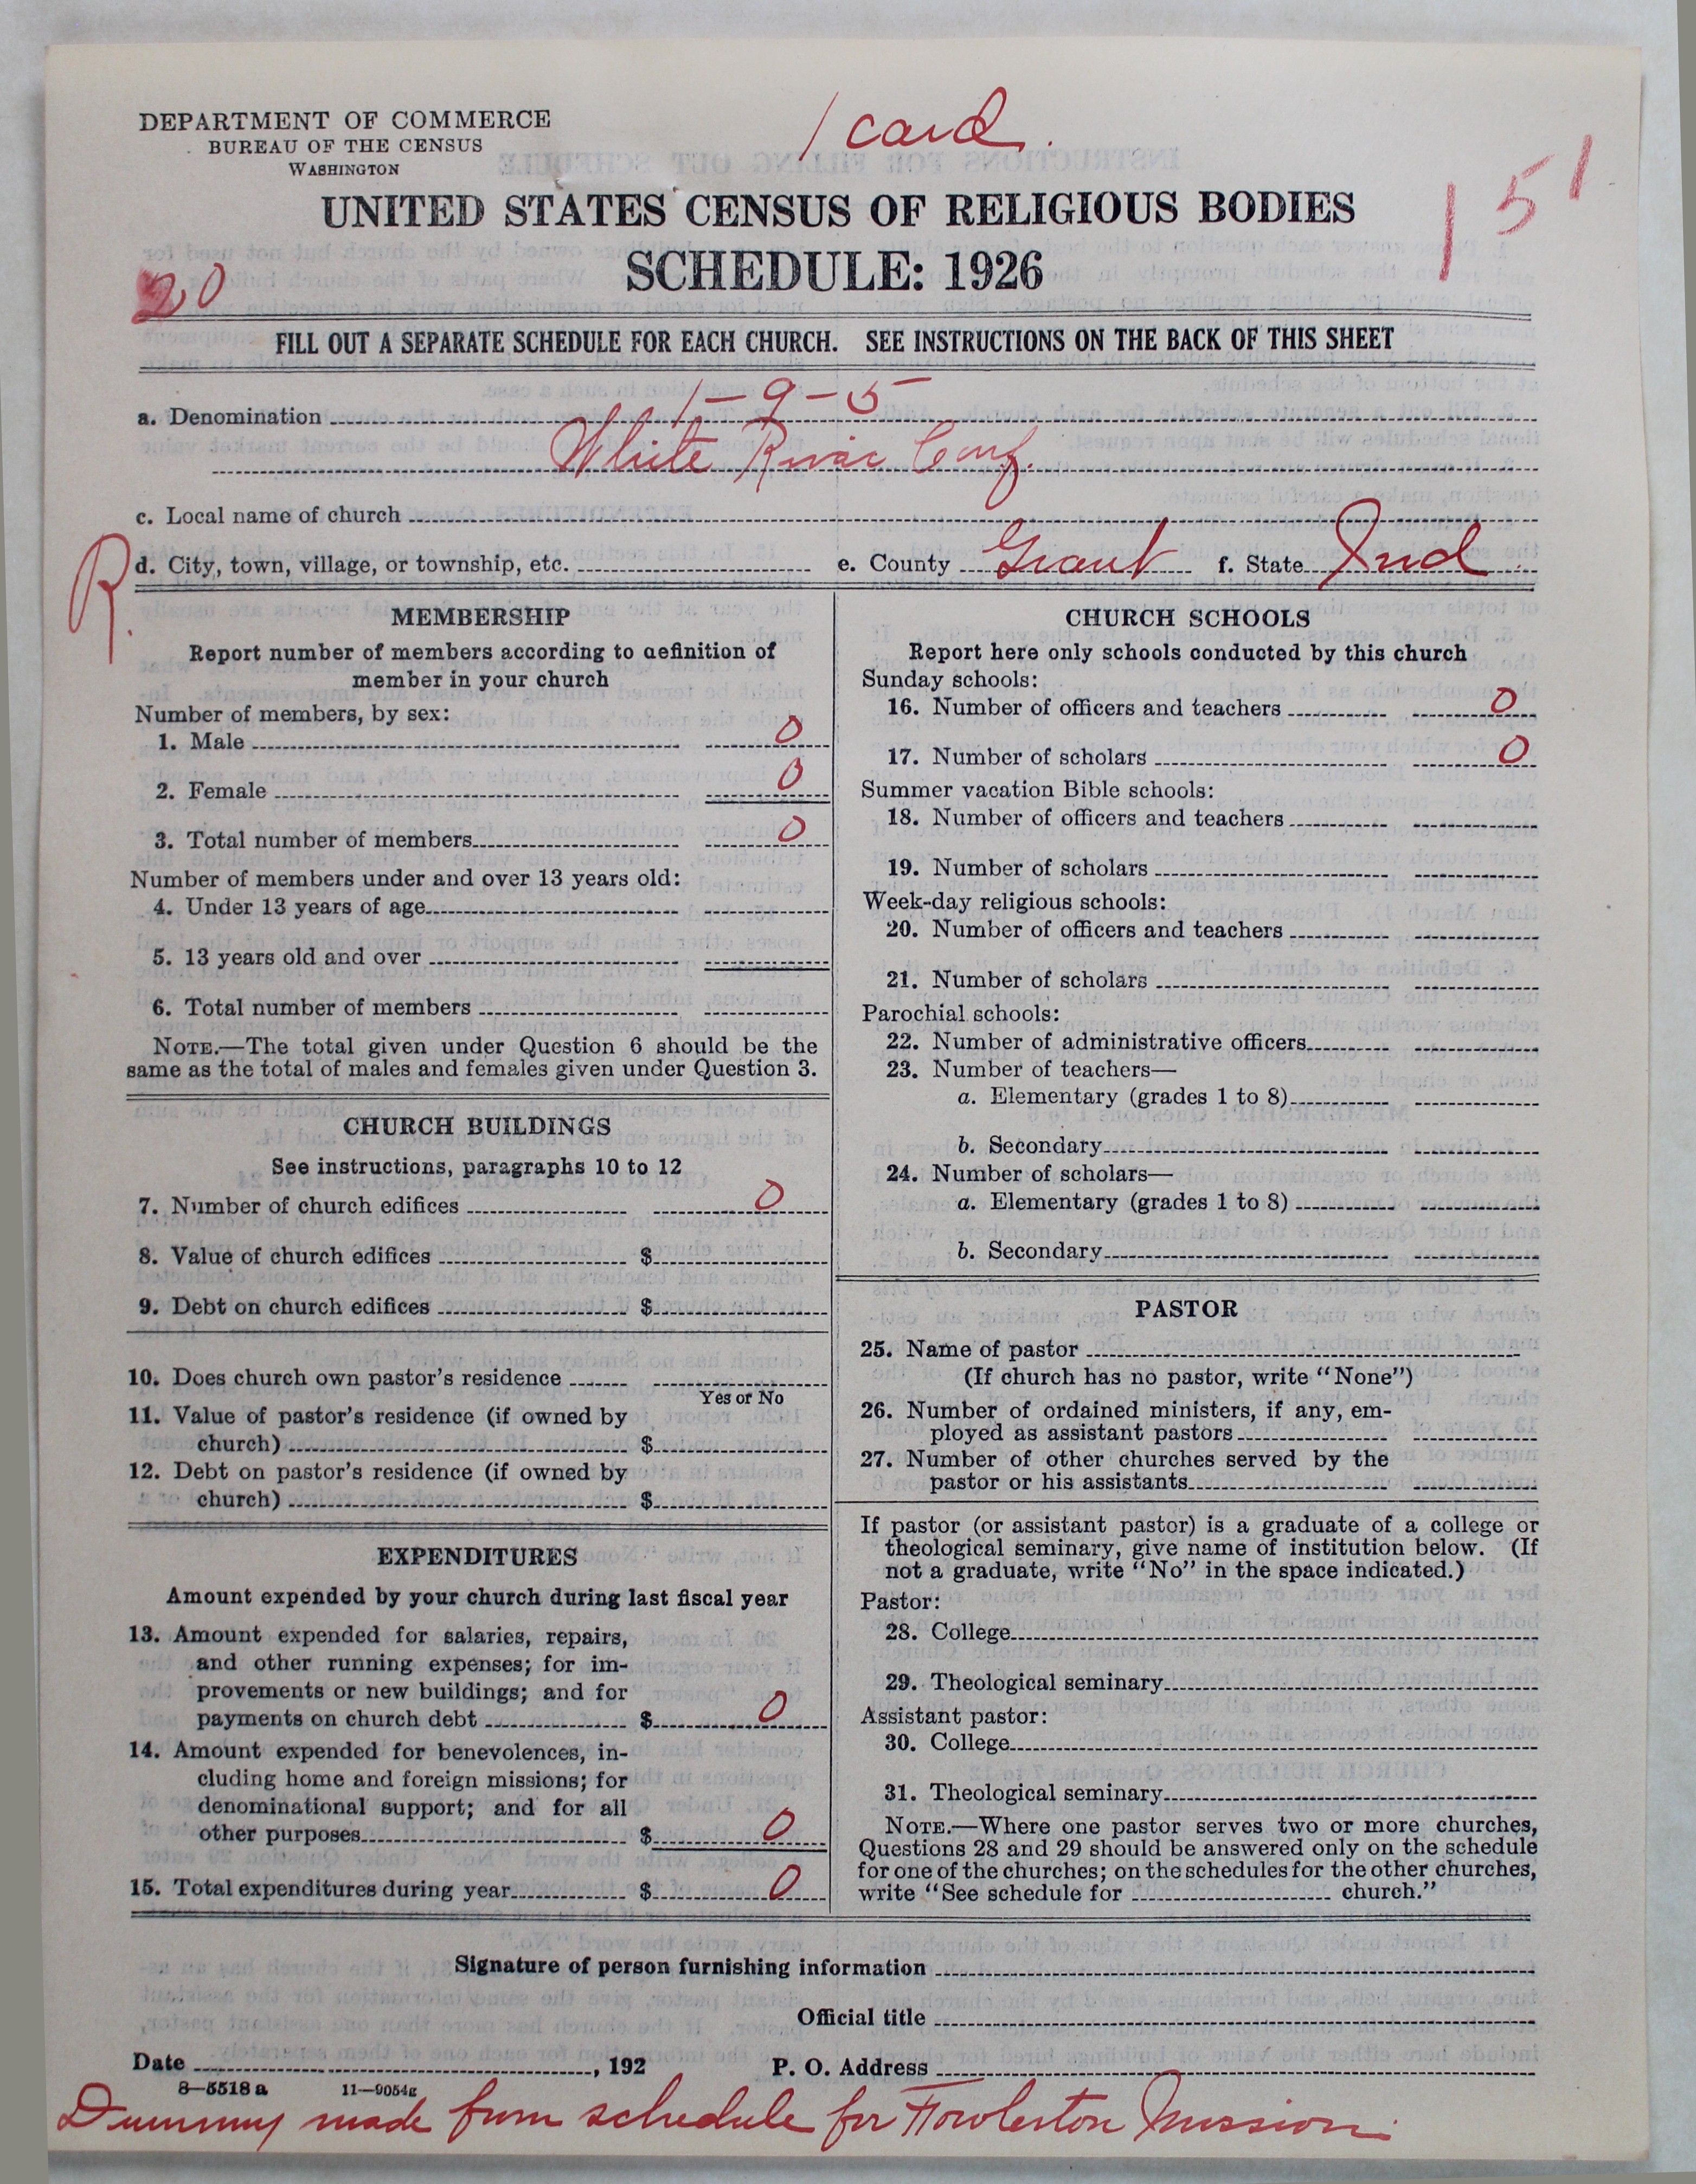 DEPARTMENT OF COMMERCE
BUREAU OF THE CENSUS
WASHINGTON
1 card.
151
UNITED STATES CENSUS OF RELIGIOUS BODIES
SCHEDULE: 1926
20
FILL OUT A SEPARATE SCHEDULE FOR EACH CHURCH. SEE INSTRUCTIONS ON THE BACK OF THIS SHEET
a. Denomination 1-9-5
White River Conf.
c. Local name of church
R.
d. City, town, village, or township, etc. e. County Grant f. State Ind
MEMBERSHIP
Report number of members according to definition of
member in your church
Number of members, by sex:
1. Male 0
2. Female 0
3. Total number of members 0
Number of members under and over 13 years old:
4. Under 13 years of age
5. 13 years old and over
6. Total number of members
NOTE.—The total given under Question 6 should be the
same as the total of males and females given under Question 3.
CHURCH BUILDINGS
See instructions, paragraphs 10 to 12
7. Number of church edifices 0
8. Value of church edifices $
9. Debt on church edifices $
10. Does church own pastor's residence
Yes or No
11. Value of pastor's residence (if owned by
church) $
12. Debt on pastor's residence (if owned by
church) $
EXPENDITURES
Amount expended by your church during last fiscal year
13. Amount expended for salaries, repairs,
and other running expenses; for im-
provements or new buildings; and for
payments on church debt $ 0
14. Amount expended for benevolences, in-
cluding home and foreign missions; for
denominational support; and for all
other purposes $ 0
15. Total expenditures during year $ 0
CHURCH SCHOOLS
Report here only schools conducted by this church
Sunday schools:
16. Number of officers and teachers 0
17. Number of scholars 0
Summer vacation Bible schools:
18. Number of officers and teachers
19. Number of scholars
Week-day religious schools:
20. Number of officers and teachers
21. Number of scholars
Parochial schools:
22. Number of administrative officers
23. Number of teachers—
a. Elementary (grades 1 to 8)
b. Secondary
24. Number of scholars—
a. Elementary (grades 1 to 8)
b. Secondary
PASTOR
25. Name of pastor
(If church has no pastor, write "None")
26. Number of ordained ministers, if any, em-
ployed as assistant pastors
27. Number of other churches served by the
pastor or his assistants
If pastor (or assistant pastor) is a graduate of a college or
theological seminary, give name of institution below. (If
not a graduate, write "No" in the space indicated.)
Pastor:
28. College
29. Theological seminary
Assistant pastor:
30. College
31. Theological seminary
NOTE.—Where one pastor serves two or more churches,
Questions 28 and 29 should be answered only on the schedule
for one of the churches; on the schedules for the other churches,
write "See schedule for church."
Signature of person furnishing information
Official title
Date , 192 P. O. Address
8-5518a 11-9054g
Dummy made from schedule for Fowlerton Mission.